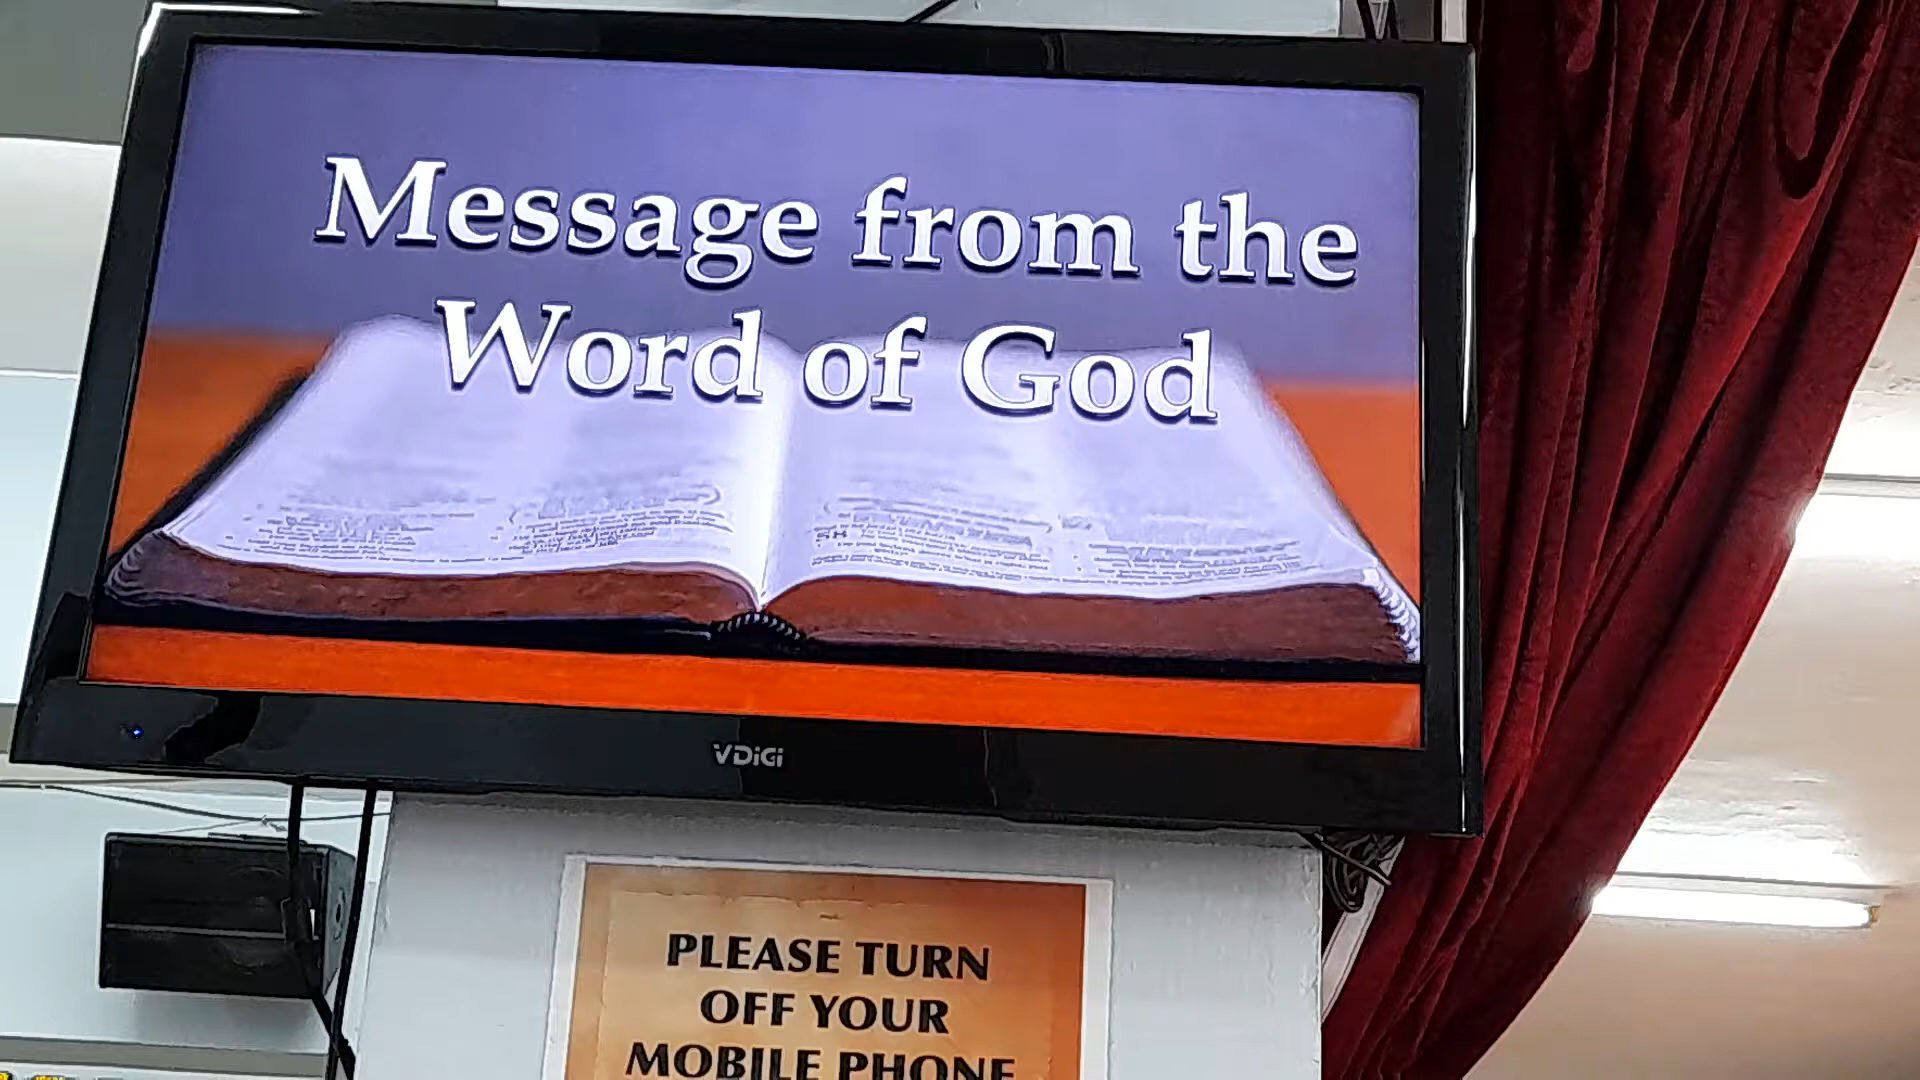 Message from the
Word of God
VDiGi
PLEASE TURN
OFF YOUR
MOBILE PHONE